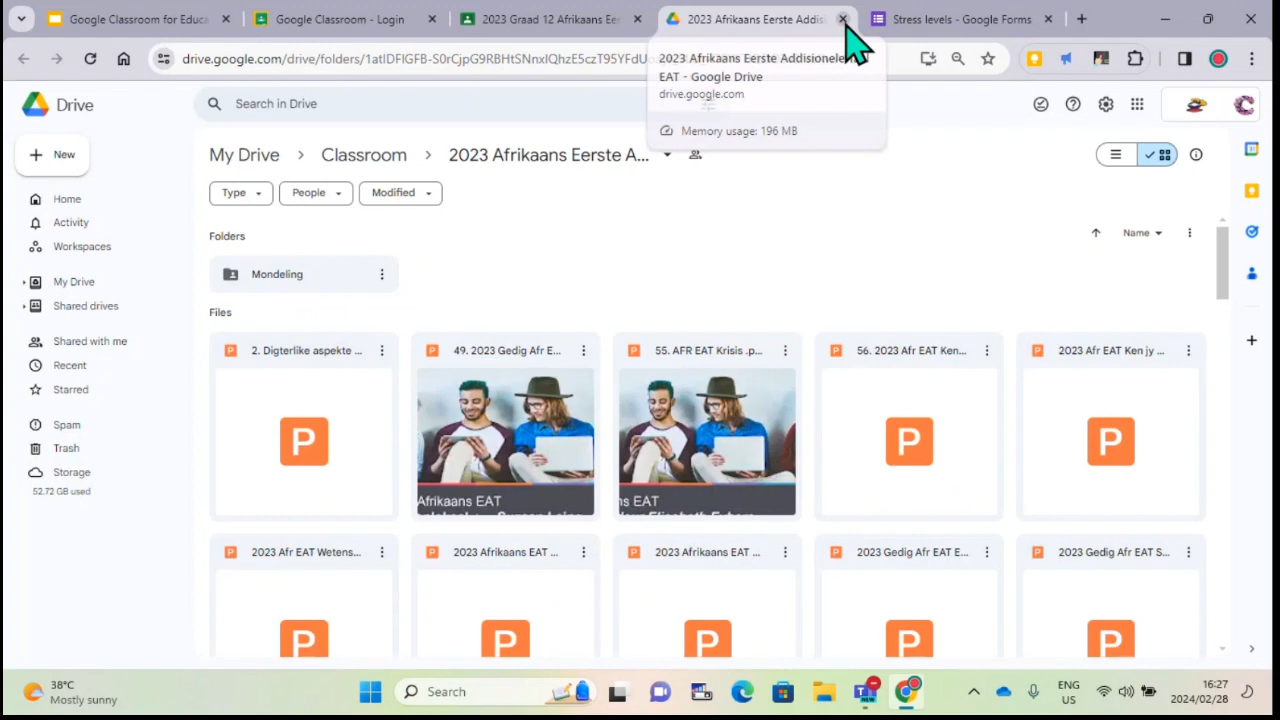 Google Classroom for Educa
Google Classroom - Login
2023 Graad 12 Afrikaans Ee
2023 Afrikaans Eerste Addis
Stress levels - Google Forms
drive.google.com/drive/folders/
2023 Afrikaans Eerste Addisionele
EAT - Google Drive
drive.google.com
Memory usage: 196 MB
Drive
Search in Drive
New
My Drive
Classroom
2023 Afrikaans Eerste A...
Type
People
Modified
Home
Activity
Workspaces
My Drive
Shared drives
Shared with me
Recent
Starred
Spam
Trash
Storage
52.72 GB used
Folders
Name
Mondeling
Files
2. Digterlike aspekte ...
49. 2023 Gedig Afr E...
55. AFR EAT Krisis .p...
56. 2023 Afr EAT Ken...
2023 Afr EAT Ken jy ...
P
Afrikaans EAT
ns EAT
P
P
2023 Afr EAT Wetens...
2023 Afrikaans EAT ...
2023 Afrikaans EAT ...
2023 Gedig Afr EAT E...
2023 Gedig Afr EAT S...
P
P
P
P
P
38°C
Mostly sunny
Search
NEW
ENG
US
16:27
2024/02/28